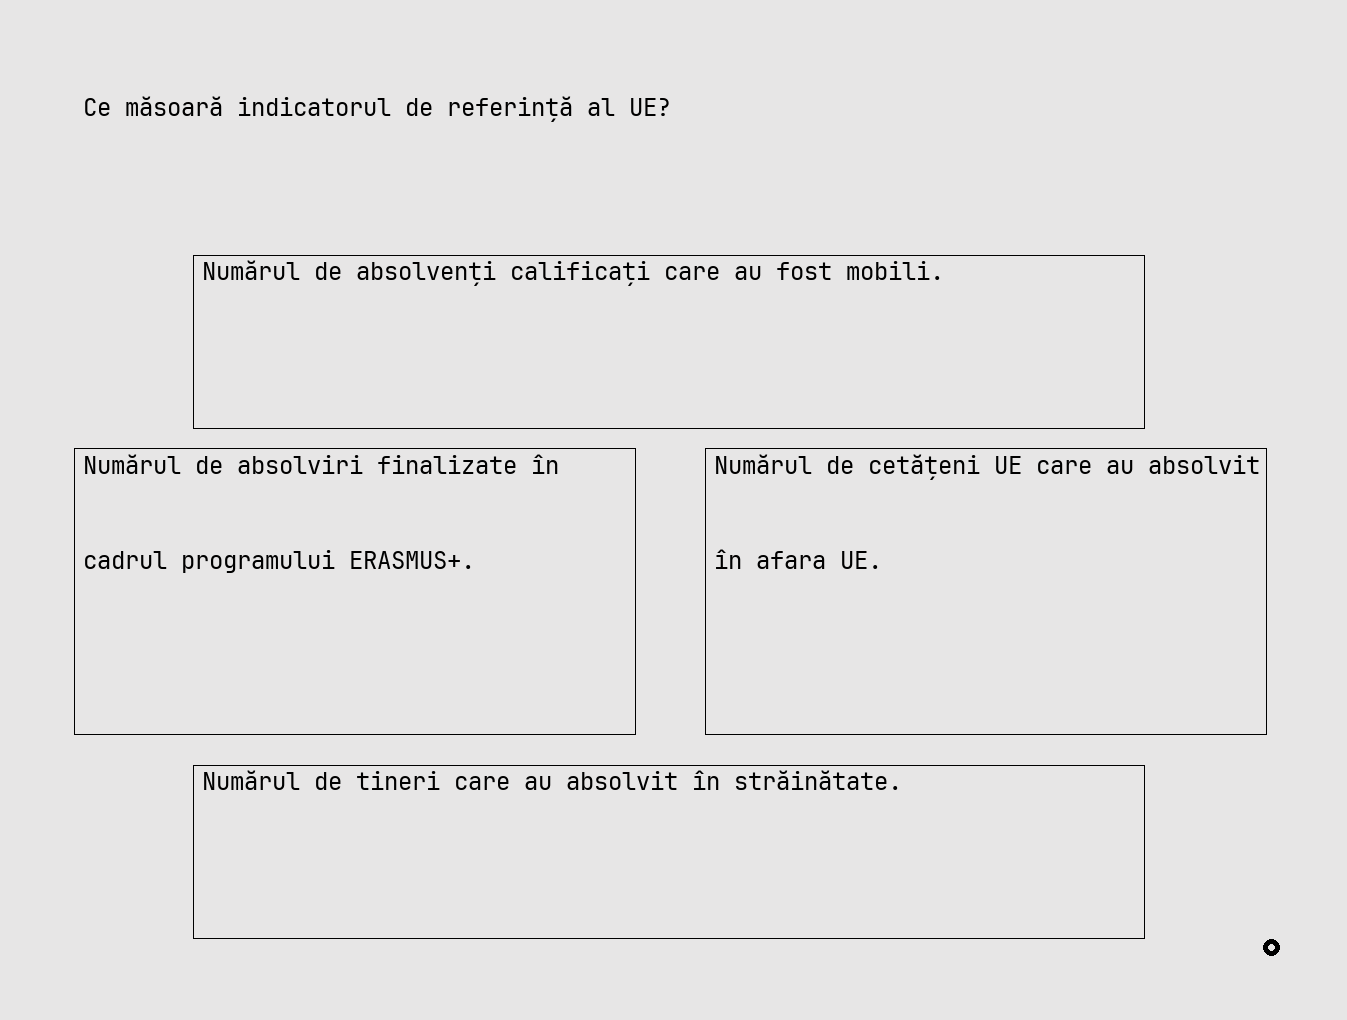 Ce măsoară indicatorul de referință al UE?
Numărul de absolvenți calificați care au fost mobili.
Numărul de absolviri finalizate în
cadrul programului ERASMUS+.
Numărul de cetățeni UE care au absolvit
în afara UE.
Numărul de tineri care au absolvit în străinătate.